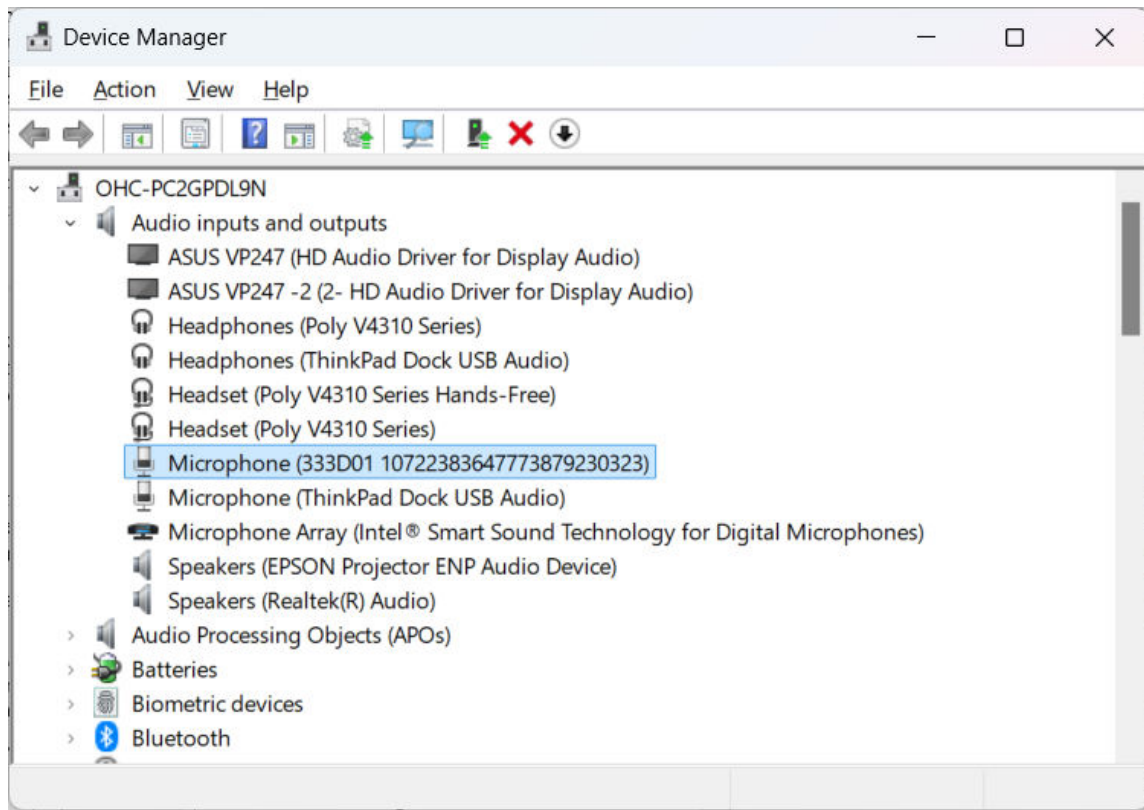 Device Manager
File Action View Help
OHC-PC2GPDL9N
Audio inputs and outputs
ASUS VP247 (HD Audio Driver for Display Audio)
ASUS VP247 -2 (2- HD Audio Driver for Display Audio)
Headphones (Poly V4310 Series)
Headphones (ThinkPad Dock USB Audio)
Headset (Poly V4310 Series Hands-Free)
Headset (Poly V4310 Series)
Microphone (333D01 10722383647773879230323)
Microphone (ThinkPad Dock USB Audio)
Microphone Array (Intel® Smart Sound Technology for Digital Microphones)
Speakers (EPSON Projector ENP Audio Device)
Speakers (Realtek(R) Audio)
Audio Processing Objects (APOs)
Batteries
Biometric devices
Bluetooth